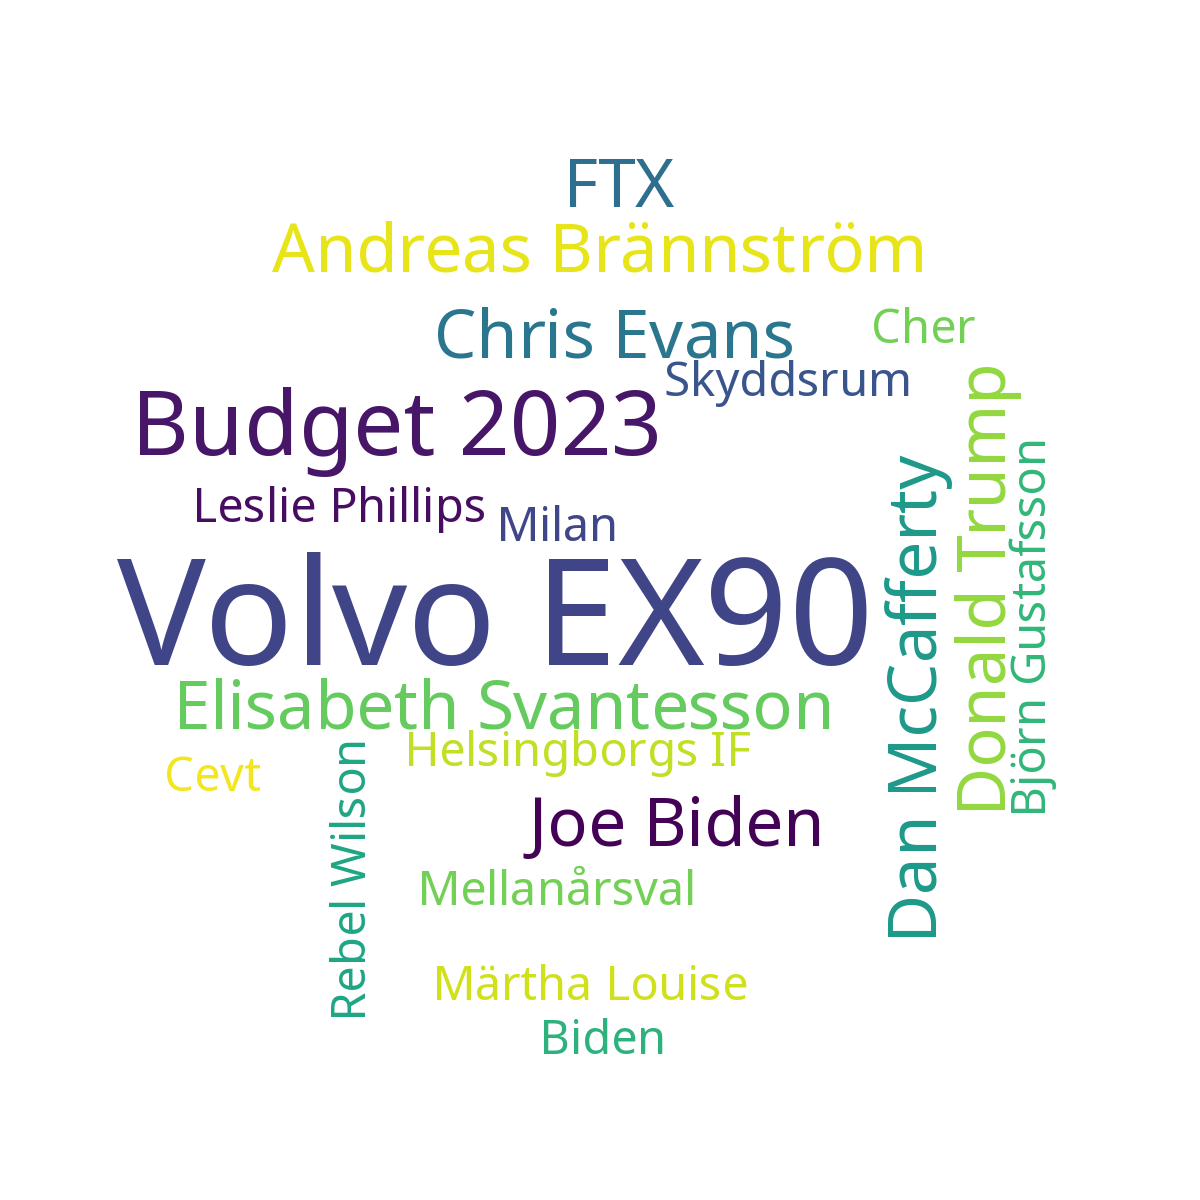 FTX
Andreas Brännström
Chris Evans
Cher
Skyddsrum
Budget 2023
Leslie Phillips
Milan
Volvo EX90
Dan McCafferty
Donald Trump
Björn Gustafsson
Elisabeth Svantesson
Helsingborgs IF
Cevt
Rebel Wilson
Joe Biden
Mellanårsval
Märtha Louise
Biden